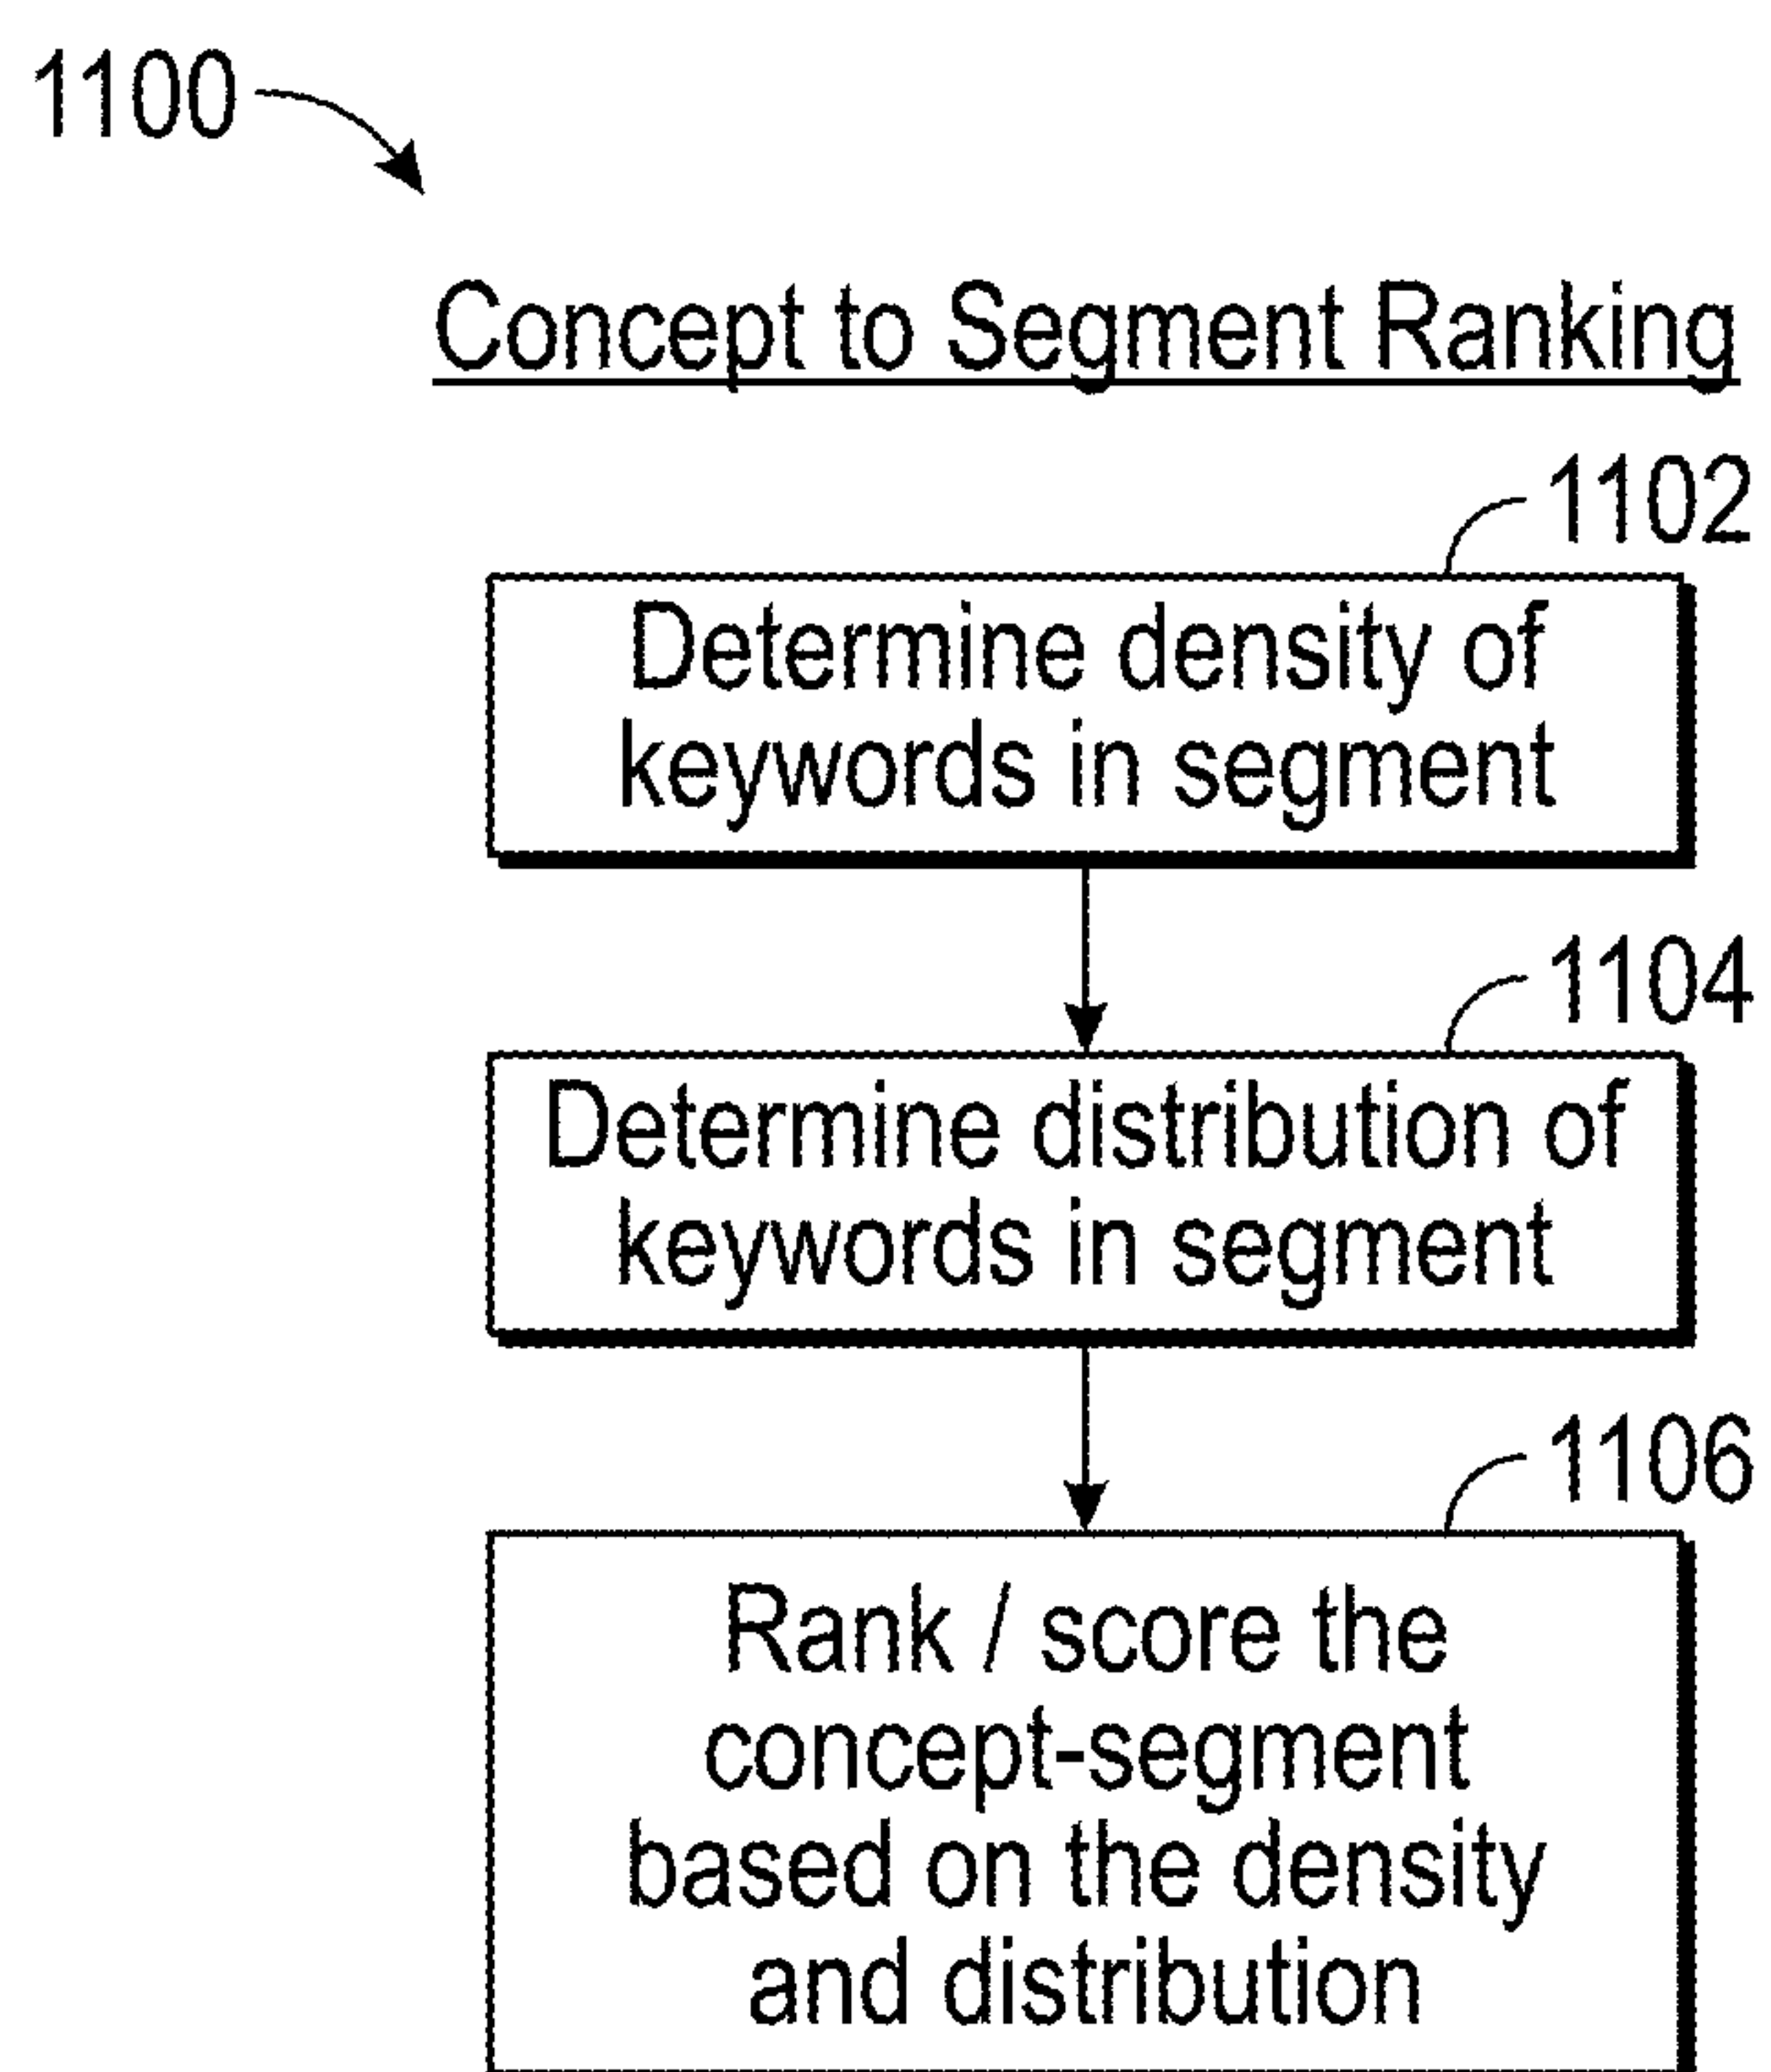 1100
Concept to Segment Ranking
1102
Determine density of
keywords in segment
1104
Determine distribution of
keywords in segment
1106
Rank / score the
concept-segment
based on the density
and distribution